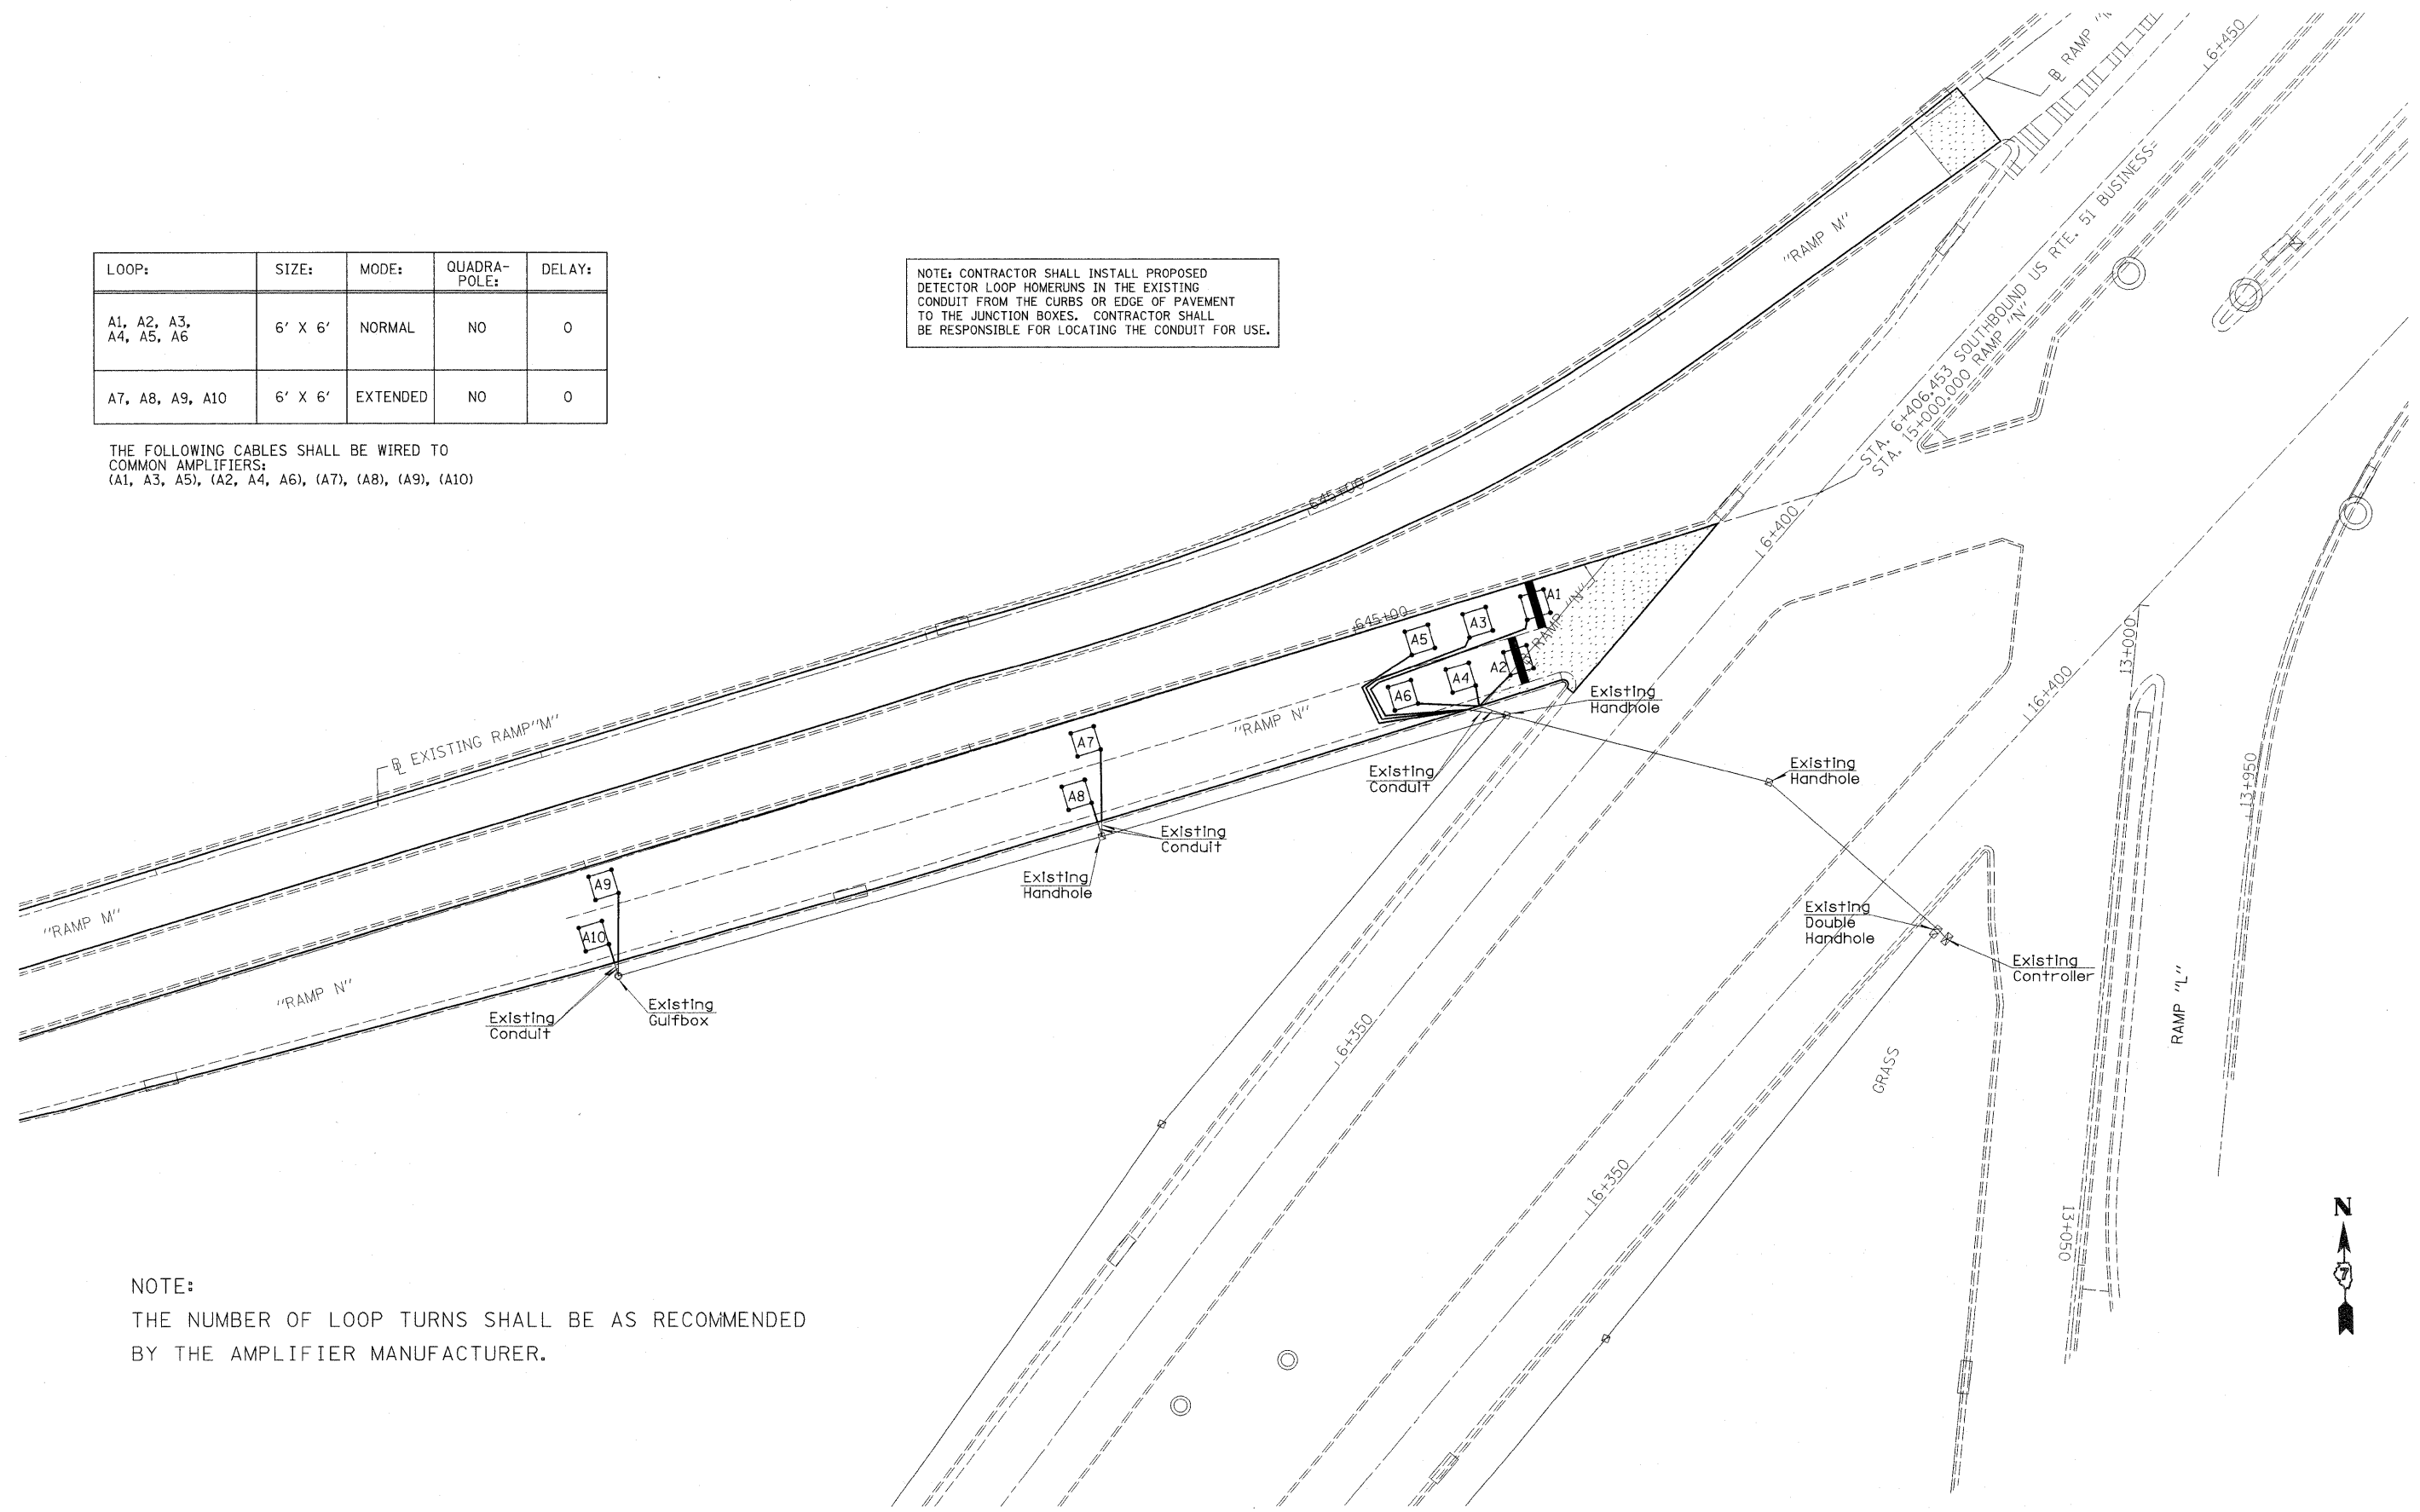 LOOP: SIZE: MODE: QUADRA-POLE: DELAY:
A1, A2, A3,
A4, A5, A6
6' X 6' NORMAL NO 0
A7, A8, A9, A10 6' X 6' EXTENDED NO 0
THE FOLLOWING CABLES SHALL BE WIRED TO
COMMON AMPLIFIERS:
(A1, A3, A5), (A2, A4, A6), (A7), (A8), (A9), (A10)
NOTE: CONTRACTOR SHALL INSTALL PROPOSED
DETECTOR LOOP HOMERUNS IN THE EXISTING
CONDUIT FROM THE CURBS OR EDGE OF PAVEMENT
TO THE JUNCTION BOXES. CONTRACTOR SHALL
BE RESPONSIBLE FOR LOCATING THE CONDUIT FOR USE.
℄ RAMP "
6+450
"RAMP M"
STA. 6+406.453 SOUTHBOUND US RTE. 51 BUSINESS=
STA. 15+000.000 RAMP "N"
645+00
6+400
645+00
A1
A3
A5
RAMP "N"
A2
A4
A6
Existing
Handhole
"RAMP N"
A7
A8
Existing
Conduit
Existing
Handhole
13+000
16+400
13+950
B EXISTING RAMP"M"
Existing
Conduit
Existing
Handhole
A9
A10
"RAMP M"
"RAMP N"
Existing
Conduit
Existing
Gulfbox
Existing
Double
Handhole
Existing
Controller
RAMP "L"
6+350
GRASS
16+350
13+050
N
7
NOTE:
THE NUMBER OF LOOP TURNS SHALL BE AS RECOMMENDED
BY THE AMPLIFIER MANUFACTURER.